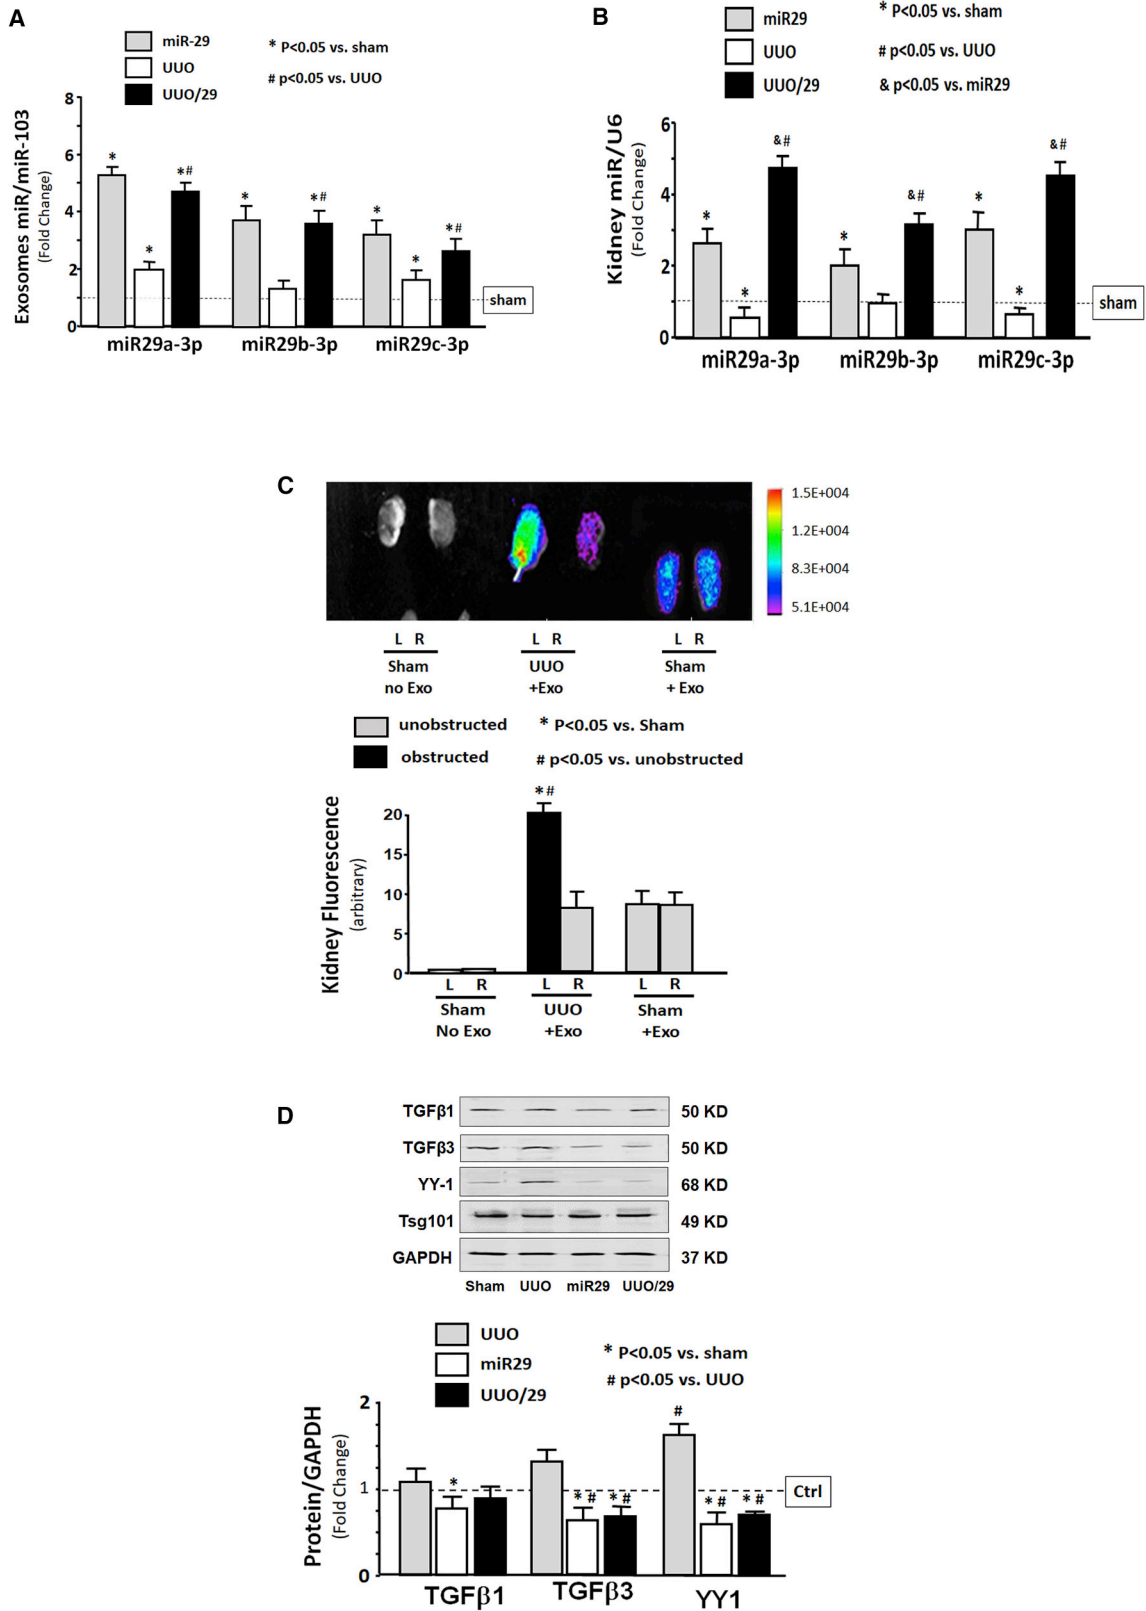 A
miR-29
UUO
UUO/29
* P<0.05 vs. sham
# p<0.05 vs. UUO
Exosomes miR/miR-103
(Fold Change)
8
6
4
2
0
*
*
*#
*
*#
*
*
*#
sham
miR29a-3p
miR29b-3p
miR29c-3p
B
miR29
UUO
UUO/29
* P<0.05 vs. sham
# p<0.05 vs. UUO
& p<0.05 vs. miR29
Kidney miR/U6
(Fold Change)
6
4
2
0
*
*
&#
*
&#
*
*
&#
sham
miR29a-3p
miR29b-3p
miR29c-3p
C
1.5E+004
1.2E+004
8.3E+004
5.1E+004
L R
L R
L R
Sham
no Exo
UUO
+Exo
Sham
+ Exo
unobstructed
obstructed
* P<0.05 vs. Sham
# p<0.05 vs. unobstructed
Kidney Fluorescence
(arbitrary)
20
15
10
5
0
*#
L R
L R
L R
Sham
No Exo
UUO
+Exo
Sham
+Exo
D
TGFβ1 50 KD
TGFβ3 50 KD
YY-1 68 KD
Tsg101 49 KD
GAPDH 37 KD
Sham UUO miR29 UUO/29
UUO
miR29
UUO/29
* P<0.05 vs. sham
# p<0.05 vs. UUO
Protein/GAPDH
(Fold Change)
2
1
0
*
*#
*#
#
*#
*#
Ctrl
TGFβ1
TGFβ3
YY1